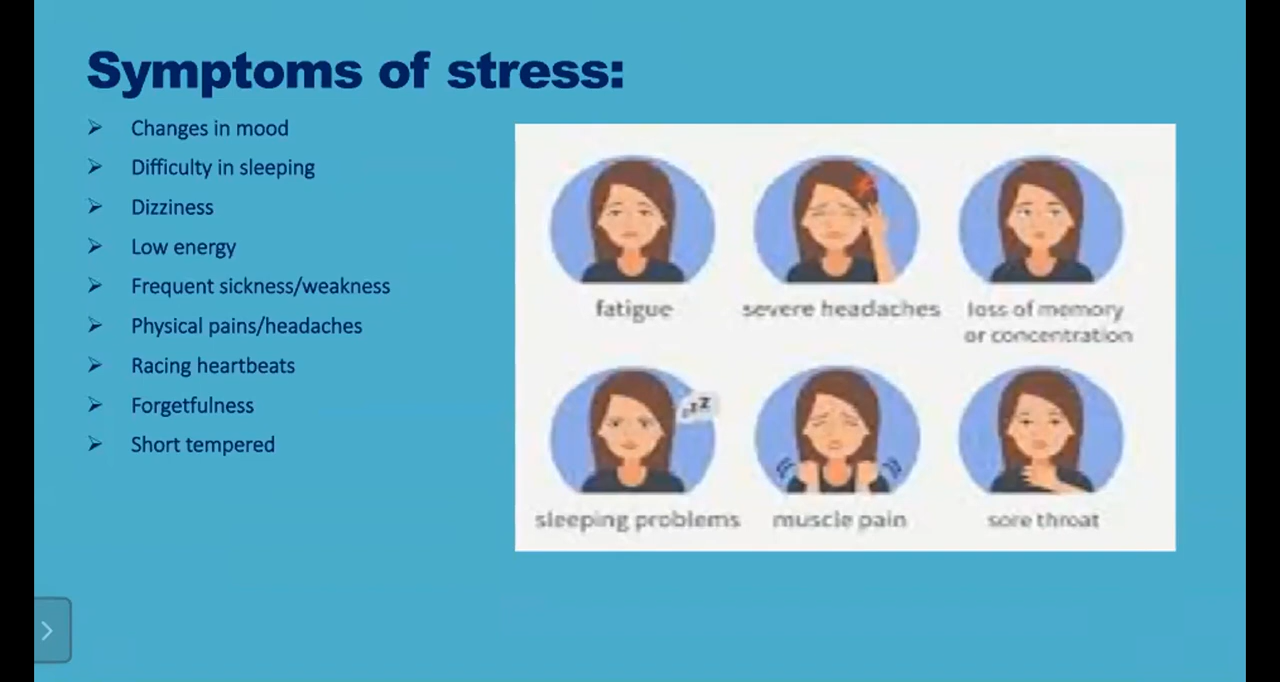 Symptoms of stress:
Changes in mood
Difficulty in sleeping
Dizziness
Low energy
Frequent sickness/weakness
Physical pains/headaches
Racing heartbeats
Forgetfulness
Short tempered
fatigue
severe headaches
loss of memory
or concentration
zzZ
sleeping problems
muscle pain
sore throat